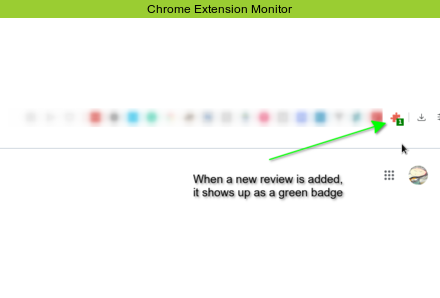 Chrome Extension Monitor
1
When a new review is added,
it shows up as a green badge